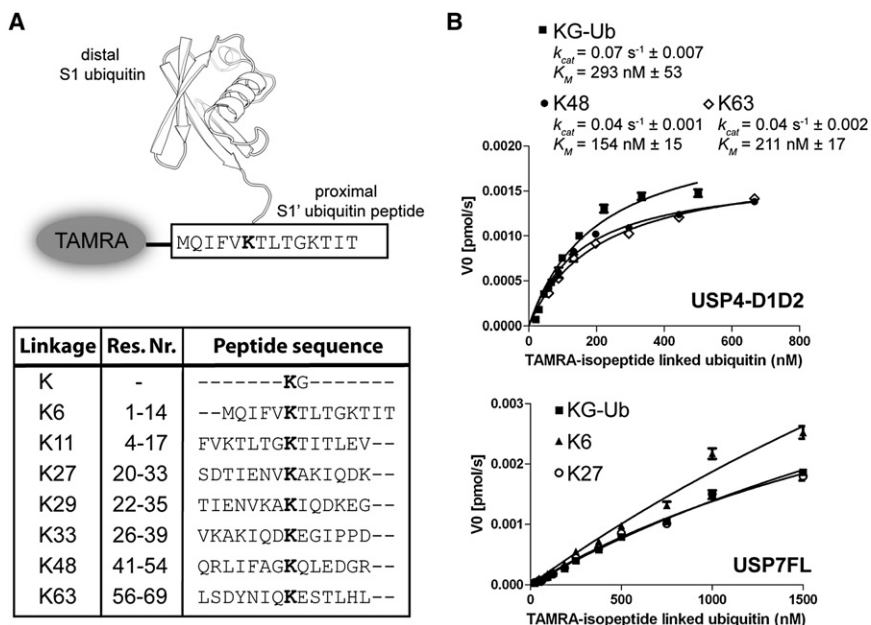 A
distal
S1 ubiquitin
proximal
S1' ubiquitin peptide
TAMRA
MQIFVKTLTGKTIT
Linkage Res. Nr. Peptide sequence
K - -------KG-------
K6 1-14 --MQIFVKTLTGKTIT
K11 4-17 FVKTLTGKTITLEV--
K27 20-33 SDTIENVKAKIQDK--
K29 22-35 TIENVKAKIQDKEG--
K33 26-39 VKAKIQDKEGIPPD--
K48 41-54 QRLIFAGKQLEDGR--
K63 56-69 LSDYNIQKESTLHL--
B
■ KG-Ub
kcat = 0.07 s⁻¹ ± 0.007
KM = 293 nM ± 53
● K48
kcat = 0.04 s⁻¹ ± 0.001
KM = 154 nM ± 15
◇ K63
kcat = 0.04 s⁻¹ ± 0.002
KM = 211 nM ± 17
0.0020
0.0015
0.0010
0.0005
0.0000
V0 [pmol/s]
USP4-D1D2
0 200 400 600 800
TAMRA-isopeptide linked ubiquitin (nM)
■ KG-Ub
▲ K6
○ K27
0.003
0.002
0.001
0.000
V0 [pmol/s]
USP7FL
500 1000 1500
TAMRA-isopeptide linked ubiquitin (nM)